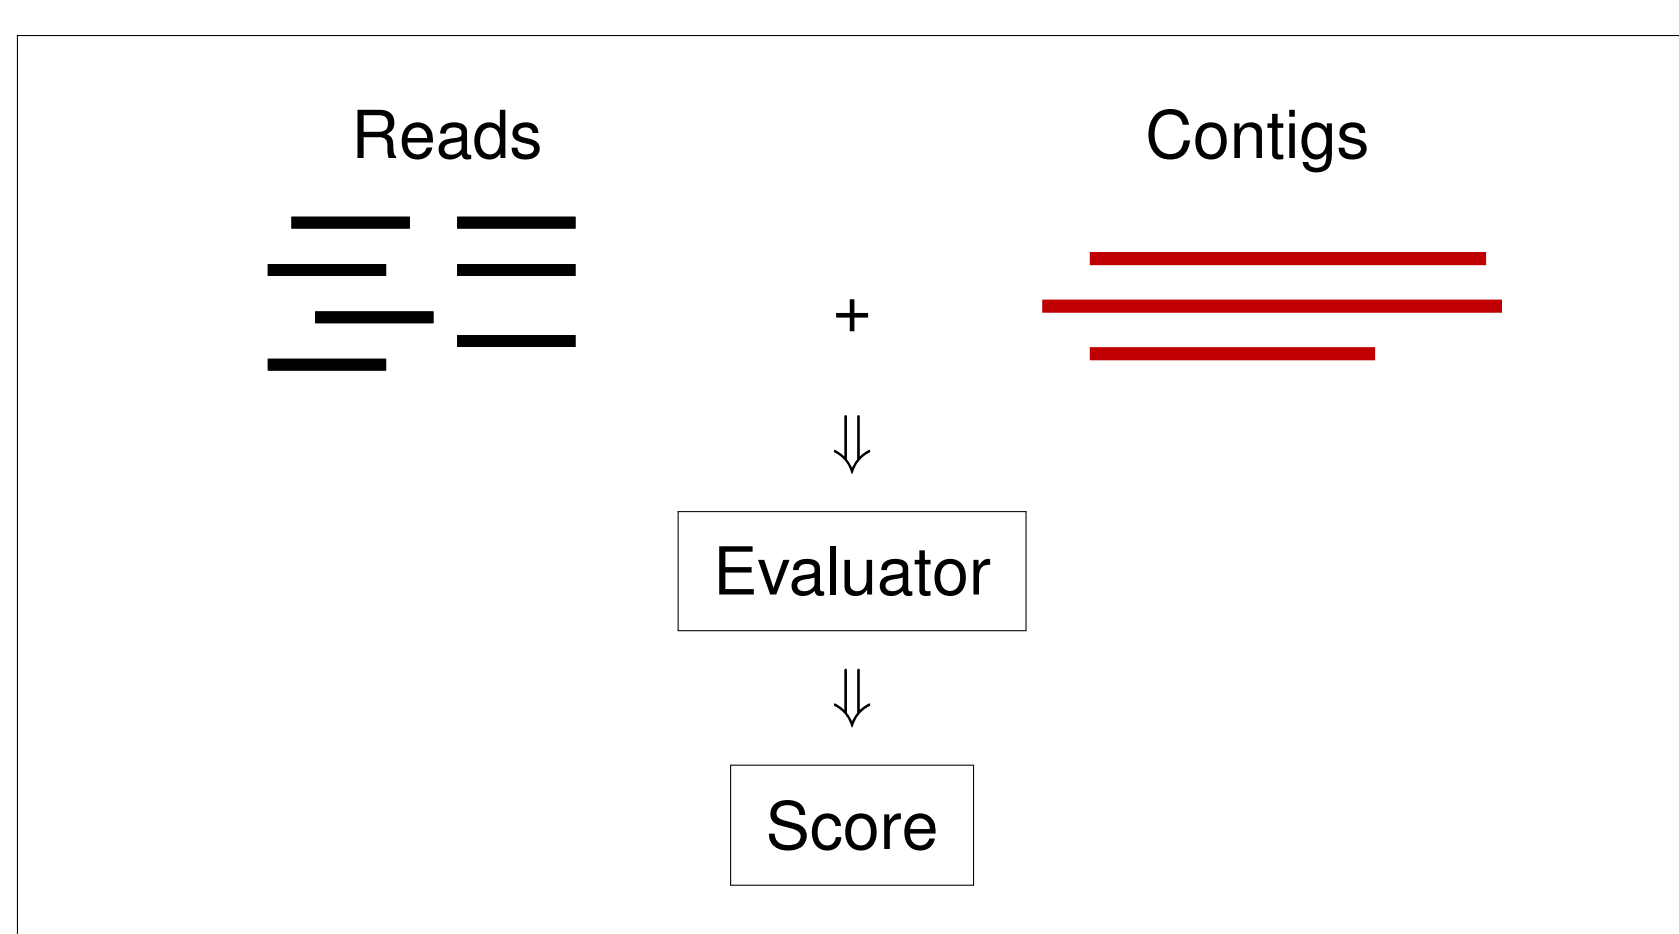 Reads
Contigs
+
⇓
Evaluator
⇓
Score